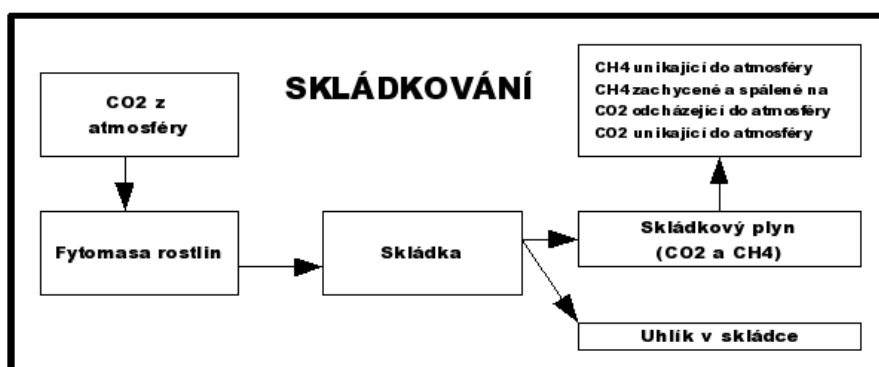 SKLÁDKOVÁNÍ
CO2 z
atmosféry
Fytomasa rostlin
Skládka
Skládkový plyn
(CO2 a CH4)
CH4 unikající do atmosféry
CH4 zachycené a spálené na
CO2 odcházející do atmosféry
CO2 unikající do atmosféry
Uhlík v skládce